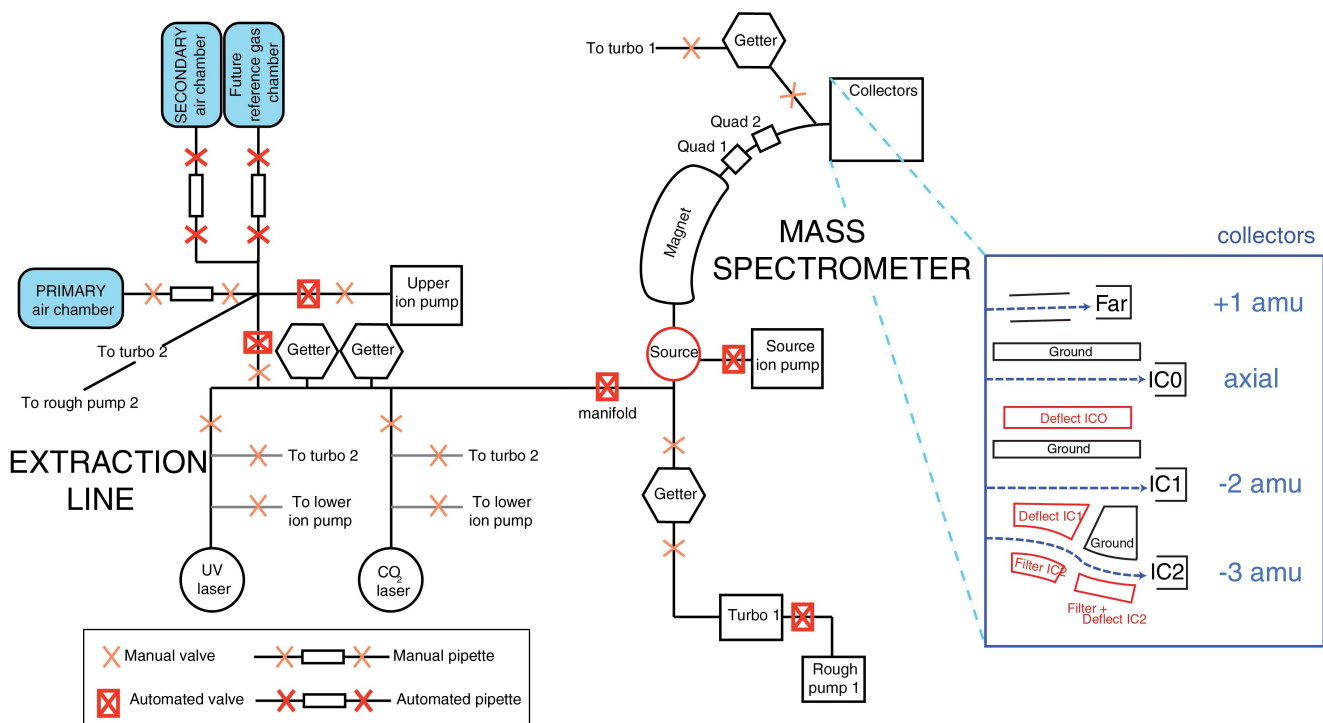 SECONDARY
air chamber
Future
reference gas
chamber
To turbo 1
Getter
Collectors
Quad 2
Quad 1
Magnet
MASS
SPECTROMETER
collectors
PRIMARY
air chamber
Upper
ion pump
To turbo 2
To rough pump 2
Getter
Getter
Source
Source
ion pump
manifold
EXTRACTION
LINE
To turbo 2
To lower
ion pump
To turbo 2
To lower
ion pump
UV
laser
CO2
laser
Getter
Turbo 1
Rough
pump 1
Far
+1 amu
Ground
IC0
axial
Deflect ICO
Ground
IC1
-2 amu
Deflect IC1
Ground
Filter IC2
IC2
-3 amu
Filter +
Deflect IC2
Manual valve
Manual pipette
Automated valve
Automated pipette